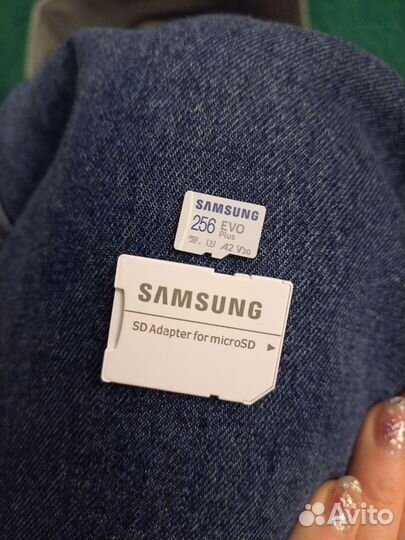 SAMSUNG
256 EVO
Plus
U3 A2 V30
SAMSUNG
SD Adapter for microSD
Avito